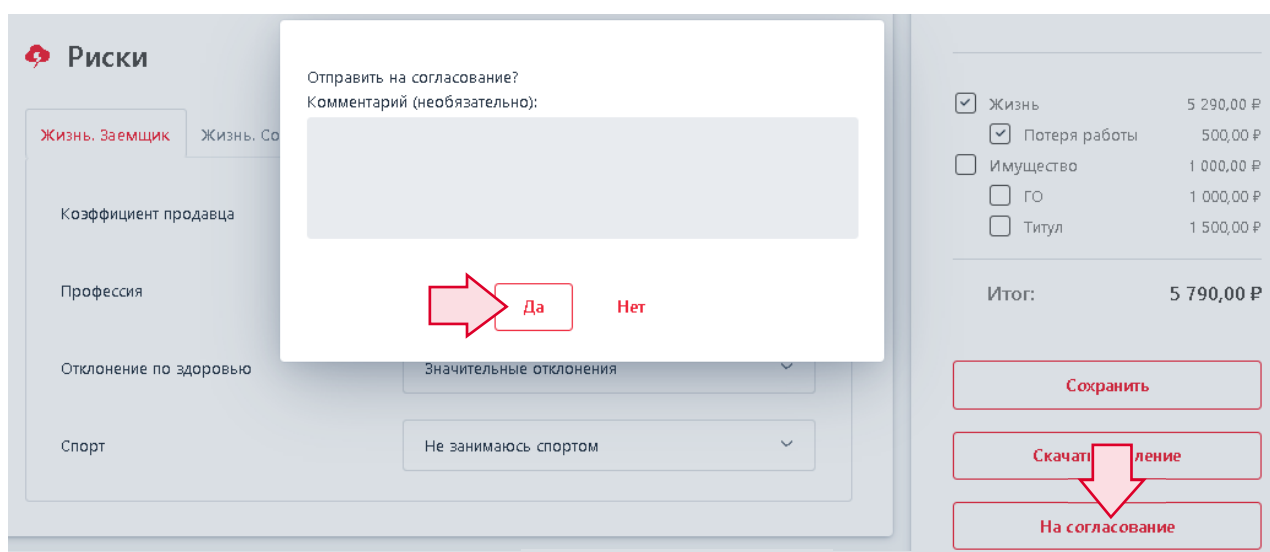 Риски
Жизнь. Заемщик
Жизнь. Со
Коэффициент продавца
Профессия
Отклонение по здоровью
Значительные отклонения
Спорт
Не занимаюсь спортом
Отправить на согласование?
Комментарий (необязательно):
Да
Нет
Жизнь 5 290,00 ₽
Потеря работы 500,00 ₽
Имущество 1 000,00 ₽
ГО 1 000,00 ₽
Титул 1 500,00 ₽
Итог: 5 790,00 ₽
Сохранить
Скачат ление
На согласование